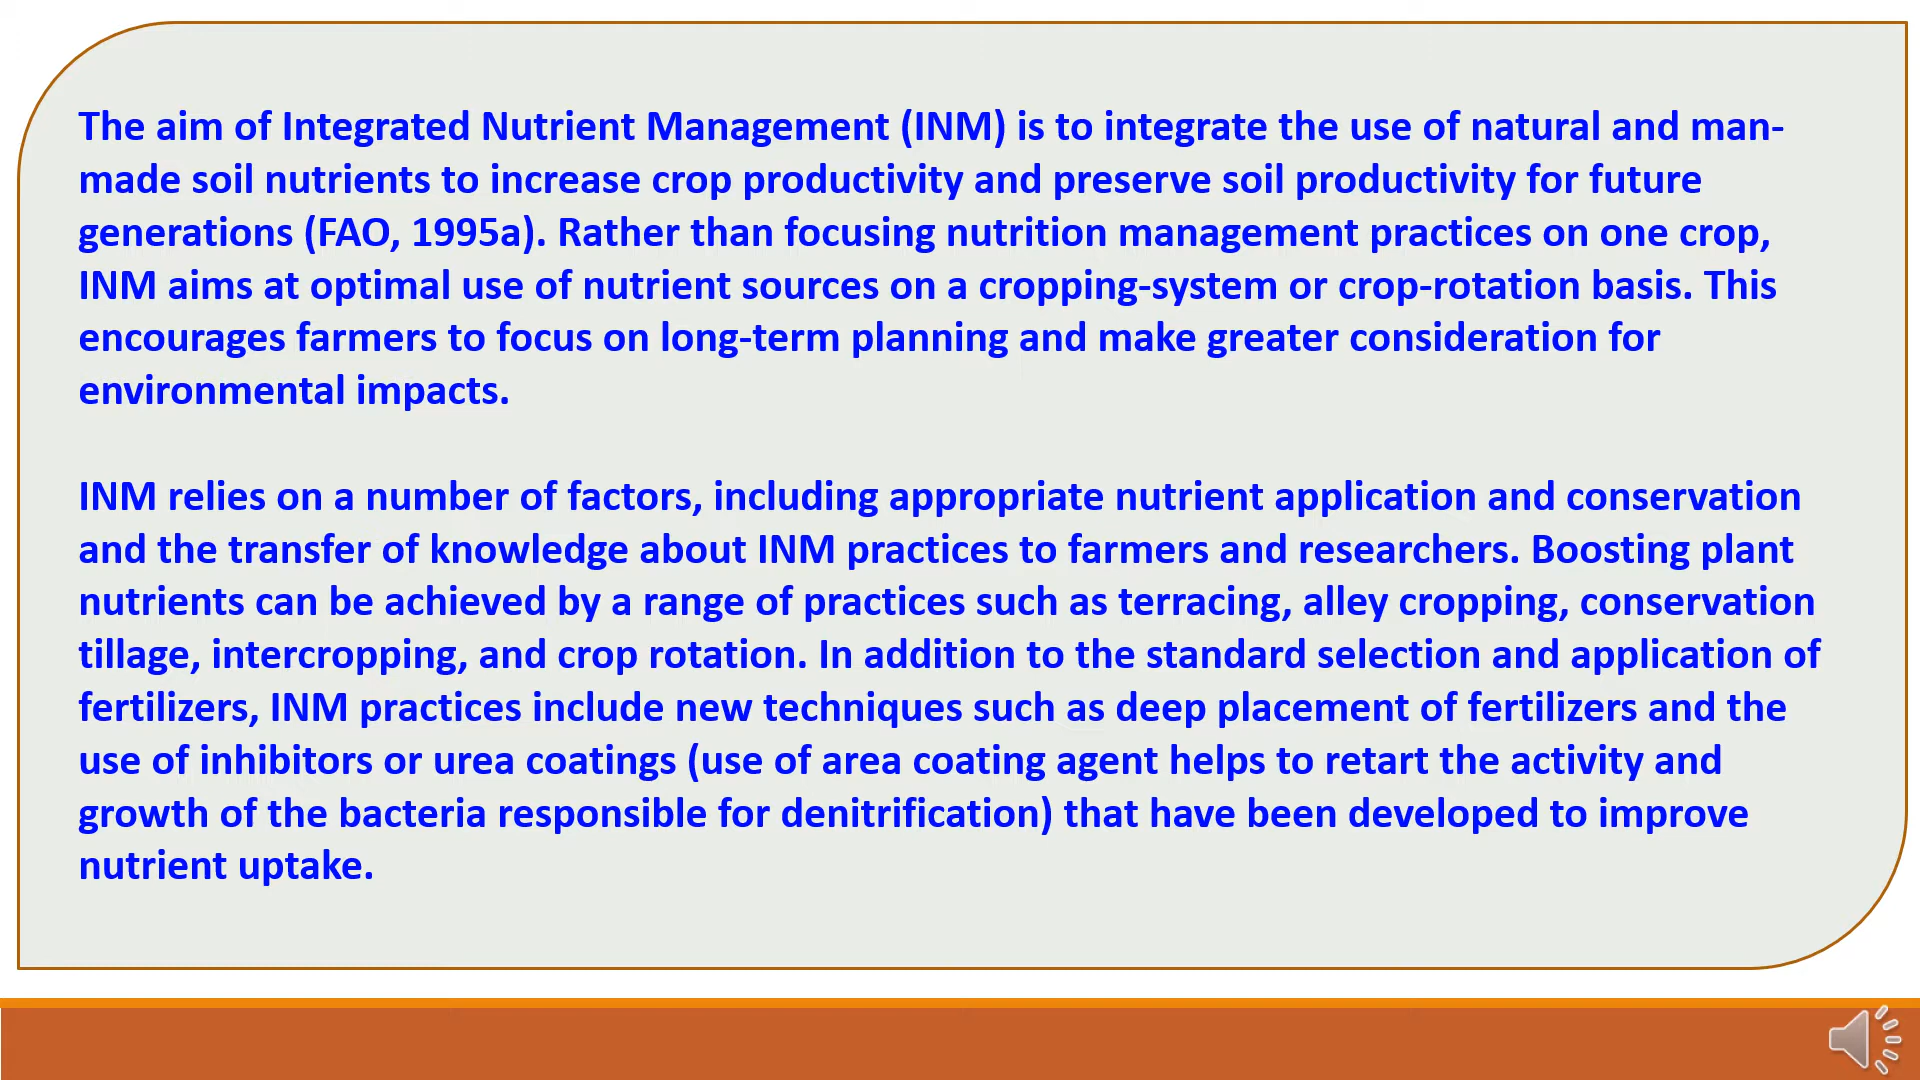 The aim of Integrated Nutrient Management (INM) is to integrate the use of natural and man-
made soil nutrients to increase crop productivity and preserve soil productivity for future
generations (FAO, 1995a). Rather than focusing nutrition management practices on one crop,
INM aims at optimal use of nutrient sources on a cropping-system or crop-rotation basis. This
encourages farmers to focus on long-term planning and make greater consideration for
environmental impacts.
INM relies on a number of factors, including appropriate nutrient application and conservation
and the transfer of knowledge about INM practices to farmers and researchers. Boosting plant
nutrients can be achieved by a range of practices such as terracing, alley cropping, conservation
tillage, intercropping, and crop rotation. In addition to the standard selection and application of
fertilizers, INM practices include new techniques such as deep placement of fertilizers and the
use of inhibitors or urea coatings (use of area coating agent helps to retart the activity and
growth of the bacteria responsible for denitrification) that have been developed to improve
nutrient uptake.